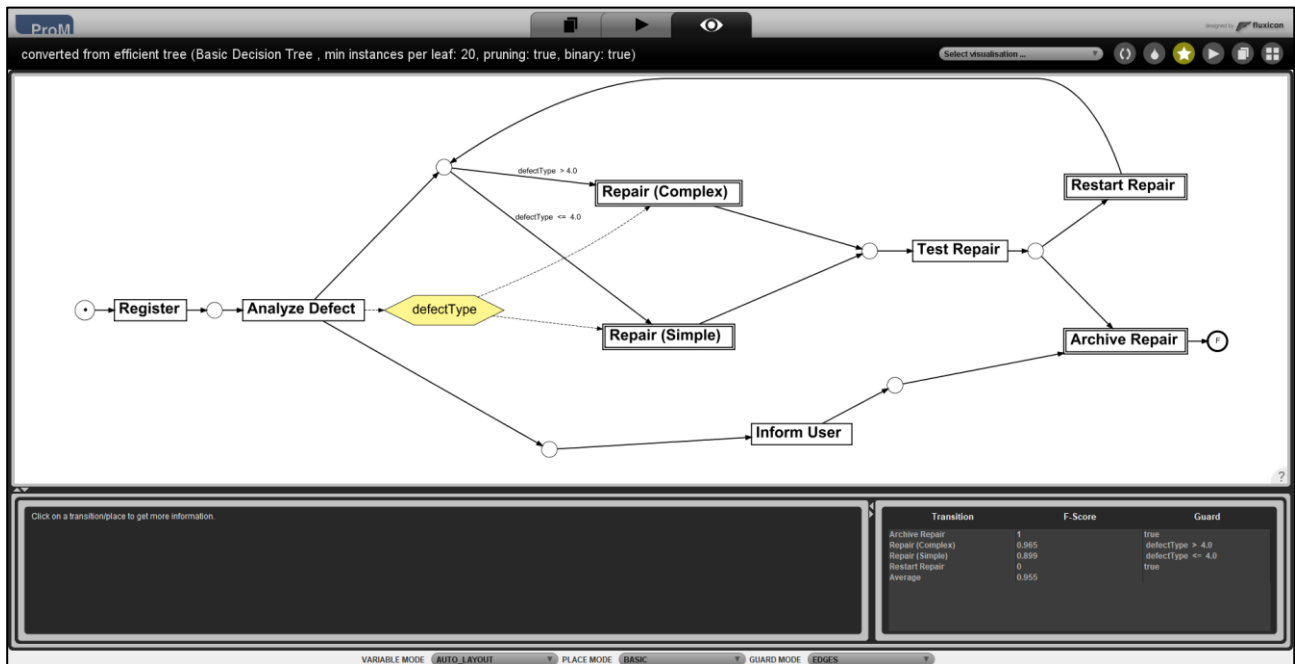 ProM
designed by fluxicon
converted from efficient tree (Basic Decision Tree , min instances per leaf: 20, pruning: true, binary: true)
Select visualisation ...
defectType > 4.0
Repair (Complex)
Restart Repair
defectType <= 4.0
Test Repair
Register
Analyze Defect
defectType
Repair (Simple)
Archive Repair
F
Inform User
?
Click on a transition/place to get more information.
Transition F-Score Guard
Archive Repair 1 true
Repair (Complex) 0.965 defectType > 4.0
Repair (Simple) 0.899 defectType <= 4.0
Restart Repair 0 true
Average 0.955
VARIABLE MODE AUTO_LAYOUT PLACE MODE BASIC GUARD MODE EDGES